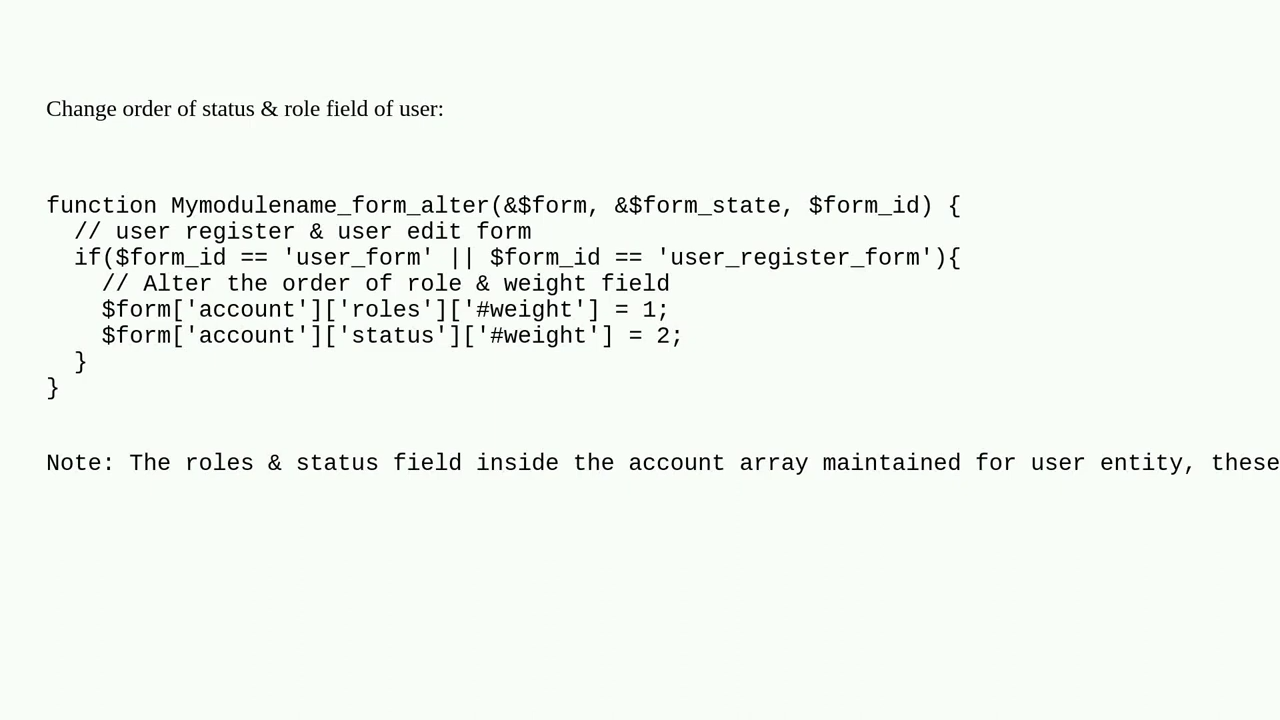 Change order of status & role field of user:
function Mymodulename_form_alter(&$form, &$form_state, $form_id) {
  // user register & user edit form
  if($form_id == 'user_form' || $form_id == 'user_register_form'){
    // Alter the order of role & weight field
    $form['account']['roles']['#weight'] = 1;
    $form['account']['status']['#weight'] = 2;
  }
}
Note: The roles & status field inside the account array maintained for user entity, these